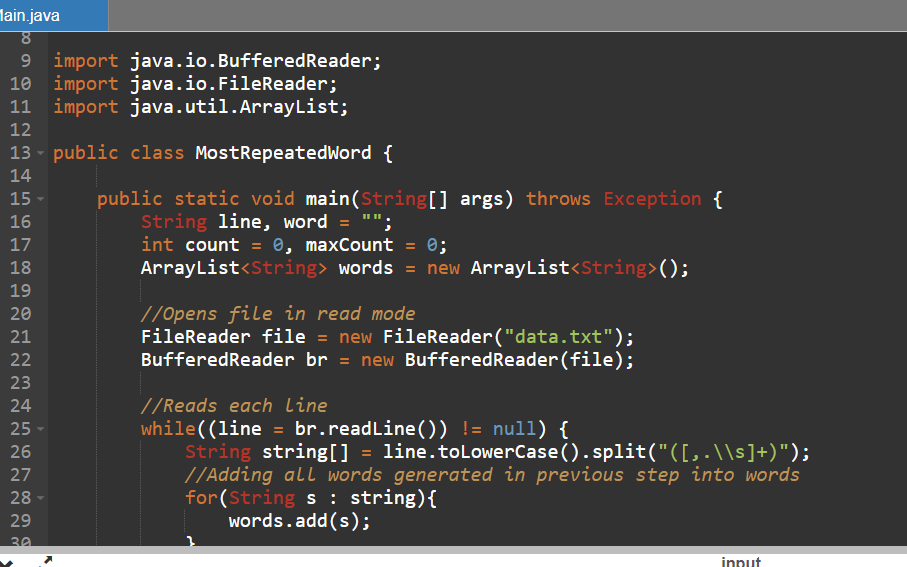 Main.java
8
9 import java.io.BufferedReader;
10 import java.io.FileReader;
11 import java.util.ArrayList;
12
13 public class MostRepeatedWord {
14
15     public static void main(String[] args) throws Exception {
16         String line, word = "";
17         int count = 0, maxCount = 0;
18         ArrayList<String> words = new ArrayList<String>();
19
20         //Opens file in read mode
21         FileReader file = new FileReader("data.txt");
22         BufferedReader br = new BufferedReader(file);
23
24         //Reads each line
25         while((line = br.readLine()) != null) {
26             String string[] = line.toLowerCase().split("([,.\\s]+)");
27             //Adding all words generated in previous step into words
28             for(String s : string){
29                 words.add(s);
30             }
input